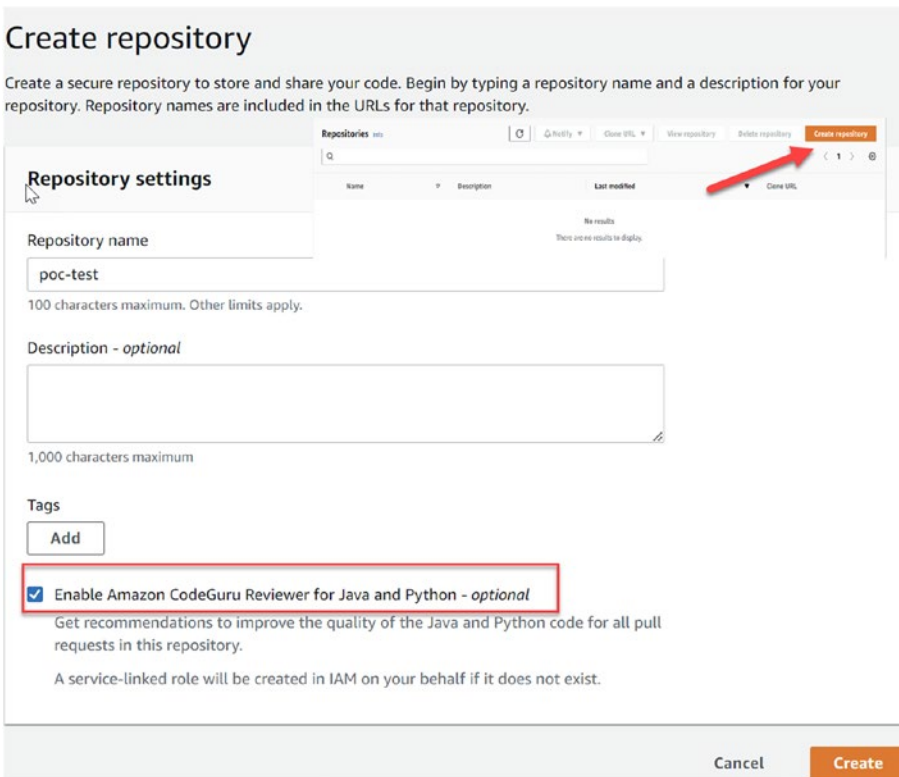 Create repository
Create a secure repository to store and share your code. Begin by typing a repository name and a description for your
repository. Repository names are included in the URLs for that repository.
Repositories Info
Notify
Clone URL
View repository
Delete repository
Create repository
1
Name
Description
Last modified
Clone URL
No results
There are no results to display.
Repository settings
Repository name
poc-test
100 characters maximum. Other limits apply.
Description - optional
1,000 characters maximum
Tags
Add
Enable Amazon CodeGuru Reviewer for Java and Python - optional
Get recommendations to improve the quality of the Java and Python code for all pull
requests in this repository.
A service-linked role will be created in IAM on your behalf if it does not exist.
Cancel
Create